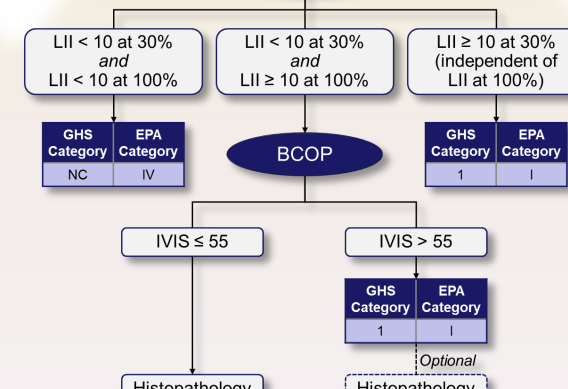 LII < 10 at 30%
and
LII < 10 at 100%
LII < 10 at 30%
and
LII ≥ 10 at 100%
LII ≥ 10 at 30%
(independent of
LII at 100%)
GHS Category
EPA Category
NC
IV
BCOP
GHS Category
EPA Category
1
I
IVIS ≤ 55
IVIS > 55
GHS Category
EPA Category
1
I
Optional
Histopathology
Histopathology